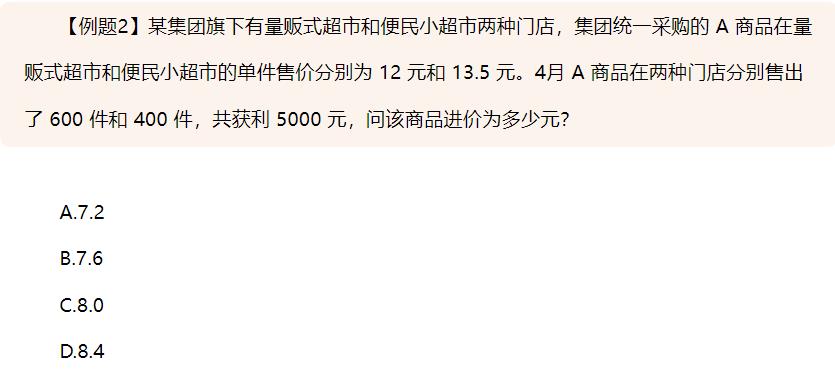 【例题2】某集团旗下有量贩式超市和便民小超市两种门店，集团统一采购的 A 商品在量
贩式超市和便民小超市的单件售价分别为 12 元和 13.5 元。4月 A 商品在两种门店分别售出
了 600 件和 400 件，共获利 5000 元，问该商品进价为多少元？
A.7.2
B.7.6
C.8.0
D.8.4